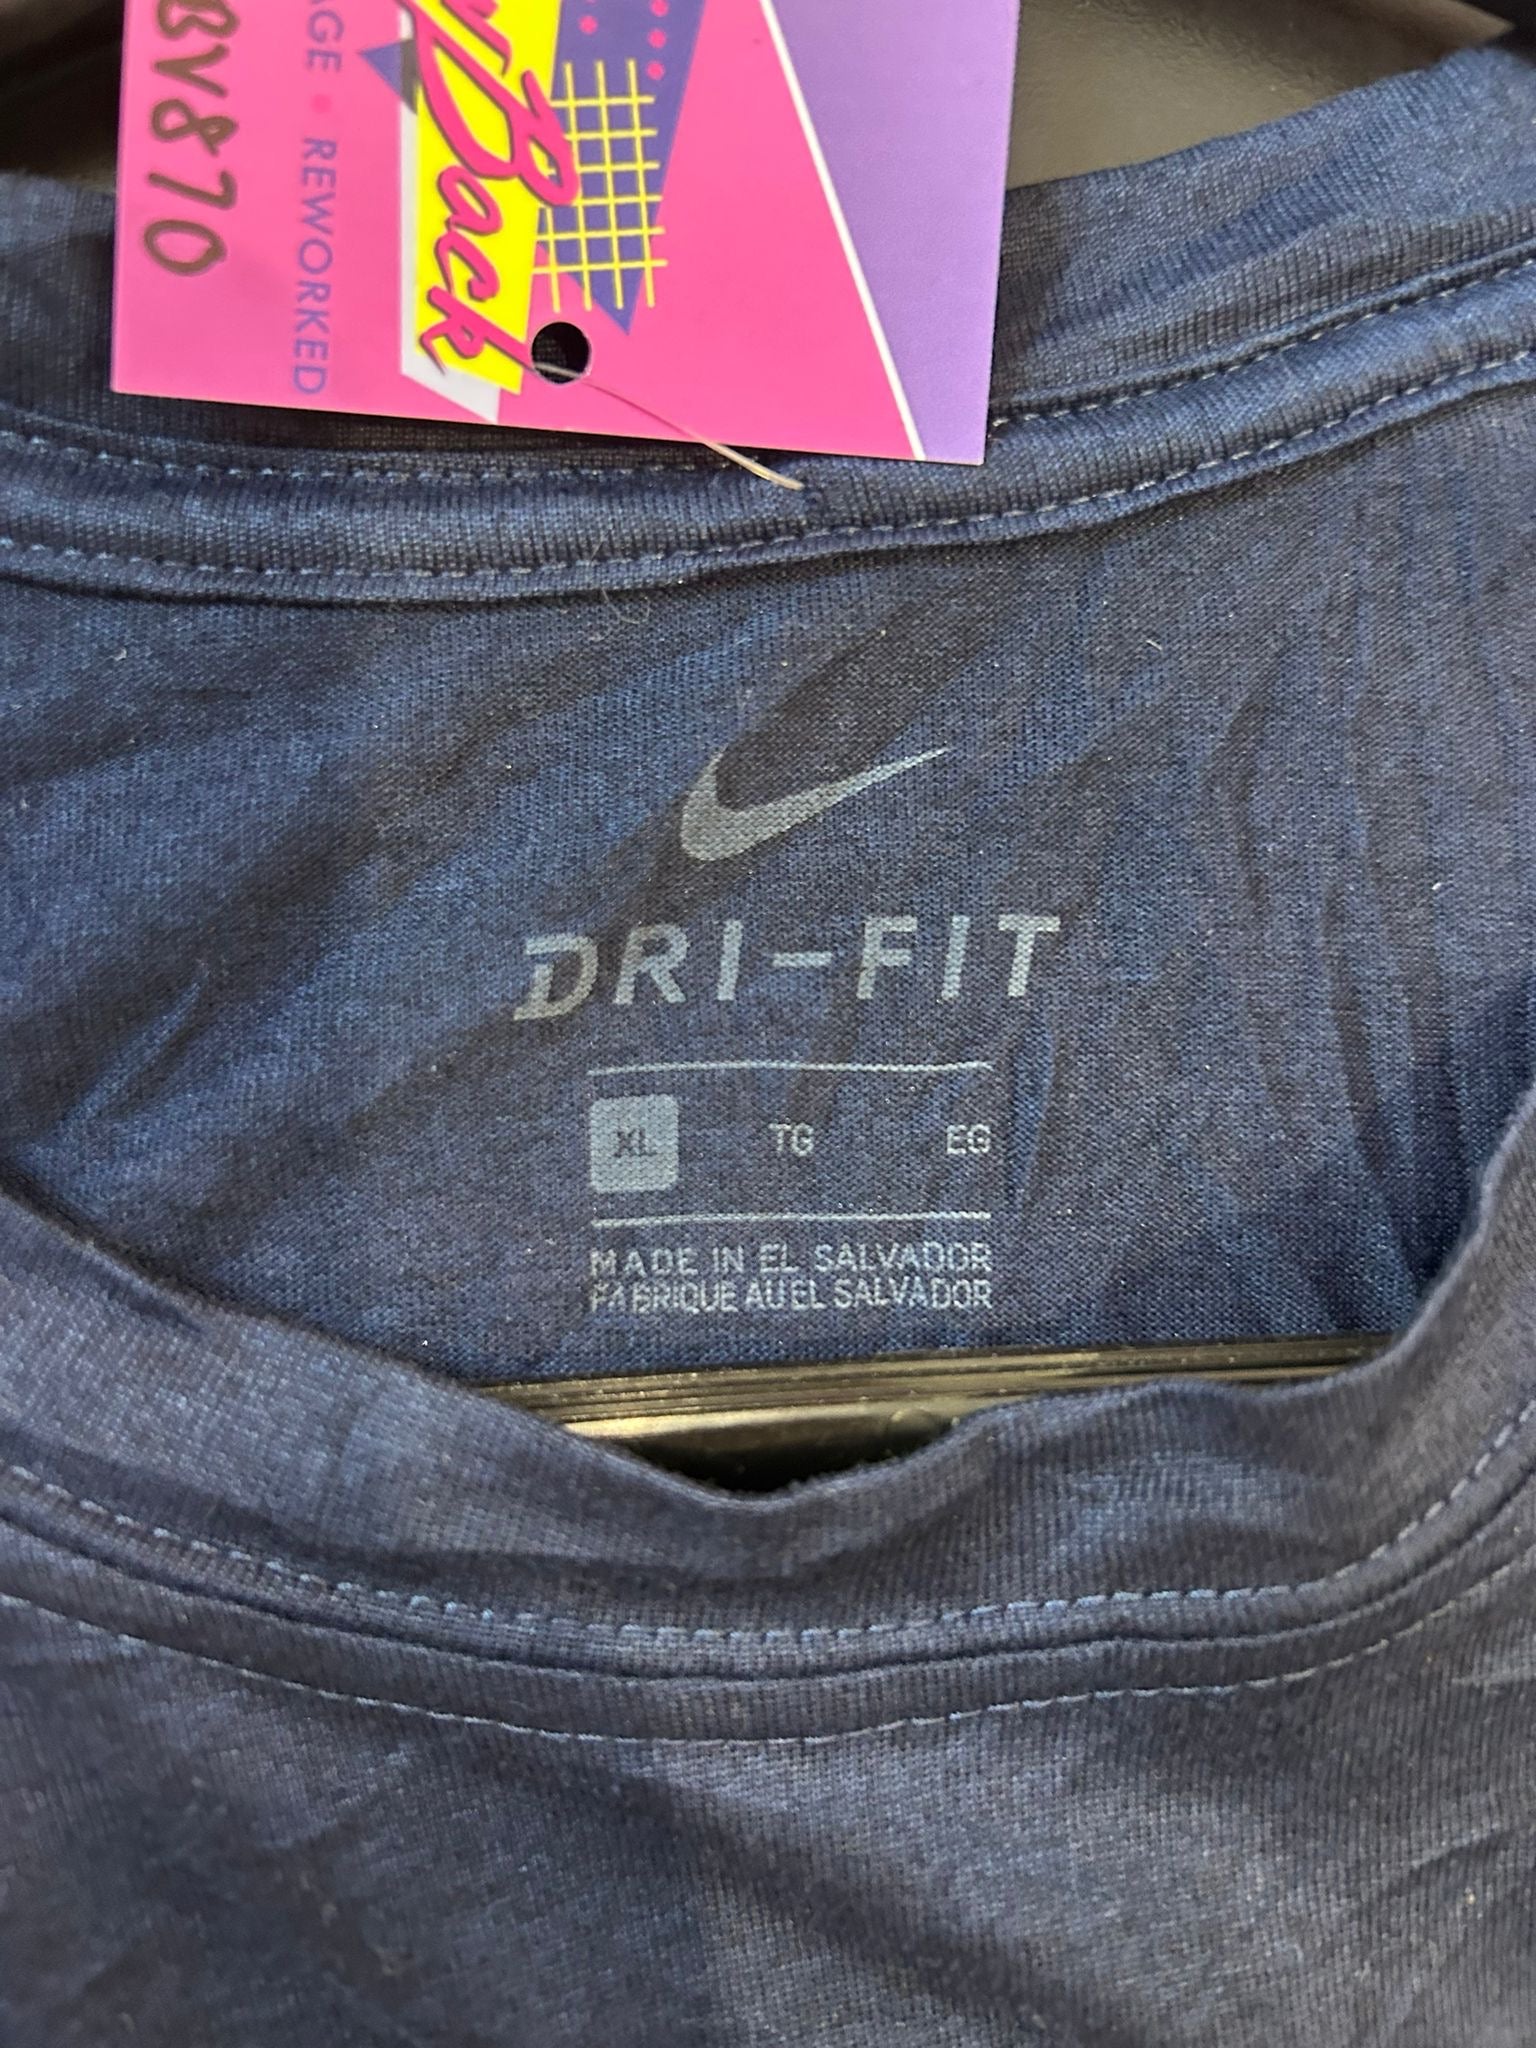 BV870
AGE • REWORKED
Back
DRI-FIT
XL TG EG
MADE IN EL SALVADOR
FABRIQUE AU EL SALVADOR